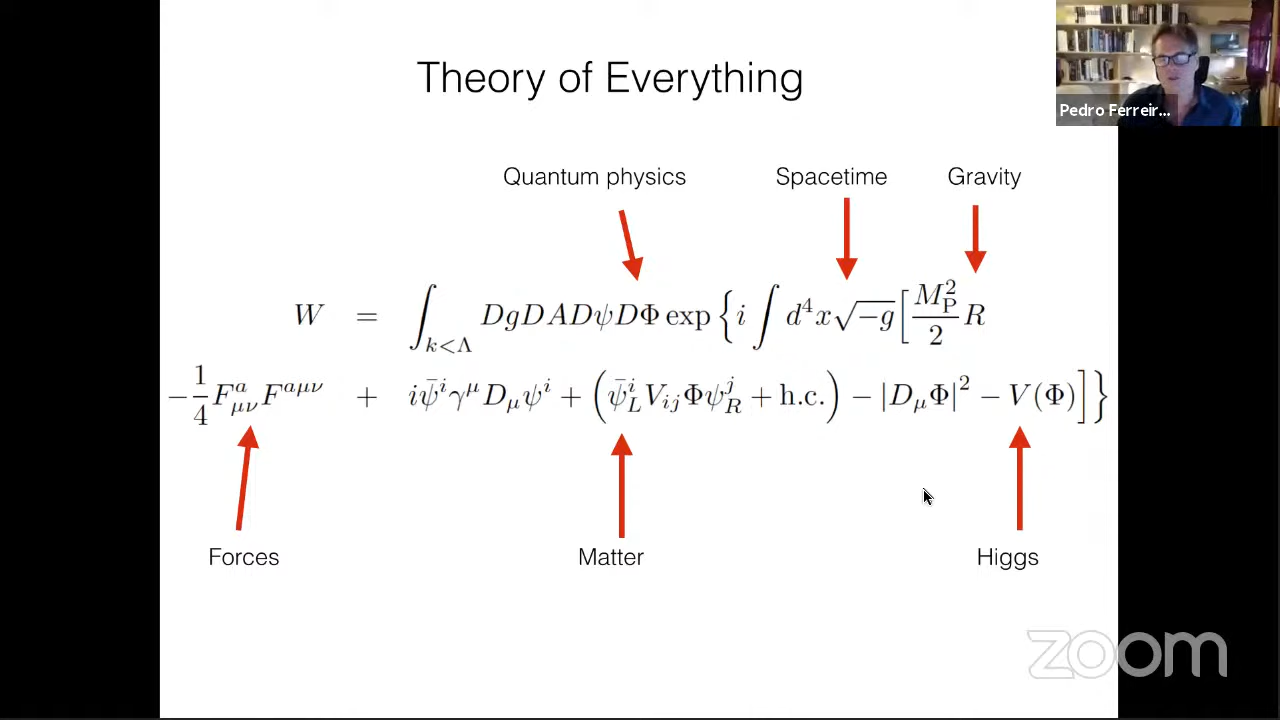 Theory of Everything
Pedro Ferreir...
Quantum physics Spacetime Gravity
W = ∫_{k<Λ} DgDADψDΦ exp { i ∫ d⁴x √−g [ M_P² / 2 R
− 1/4 F^a_{μν} F^{aμν} + iψ̄^i γ^μ D_μ ψ^i + ( ψ̄^i_L V_{ij} Φ ψ^j_R + h.c. ) − |D_μ Φ|² − V(Φ) ] }
Forces Matter Higgs
zoom